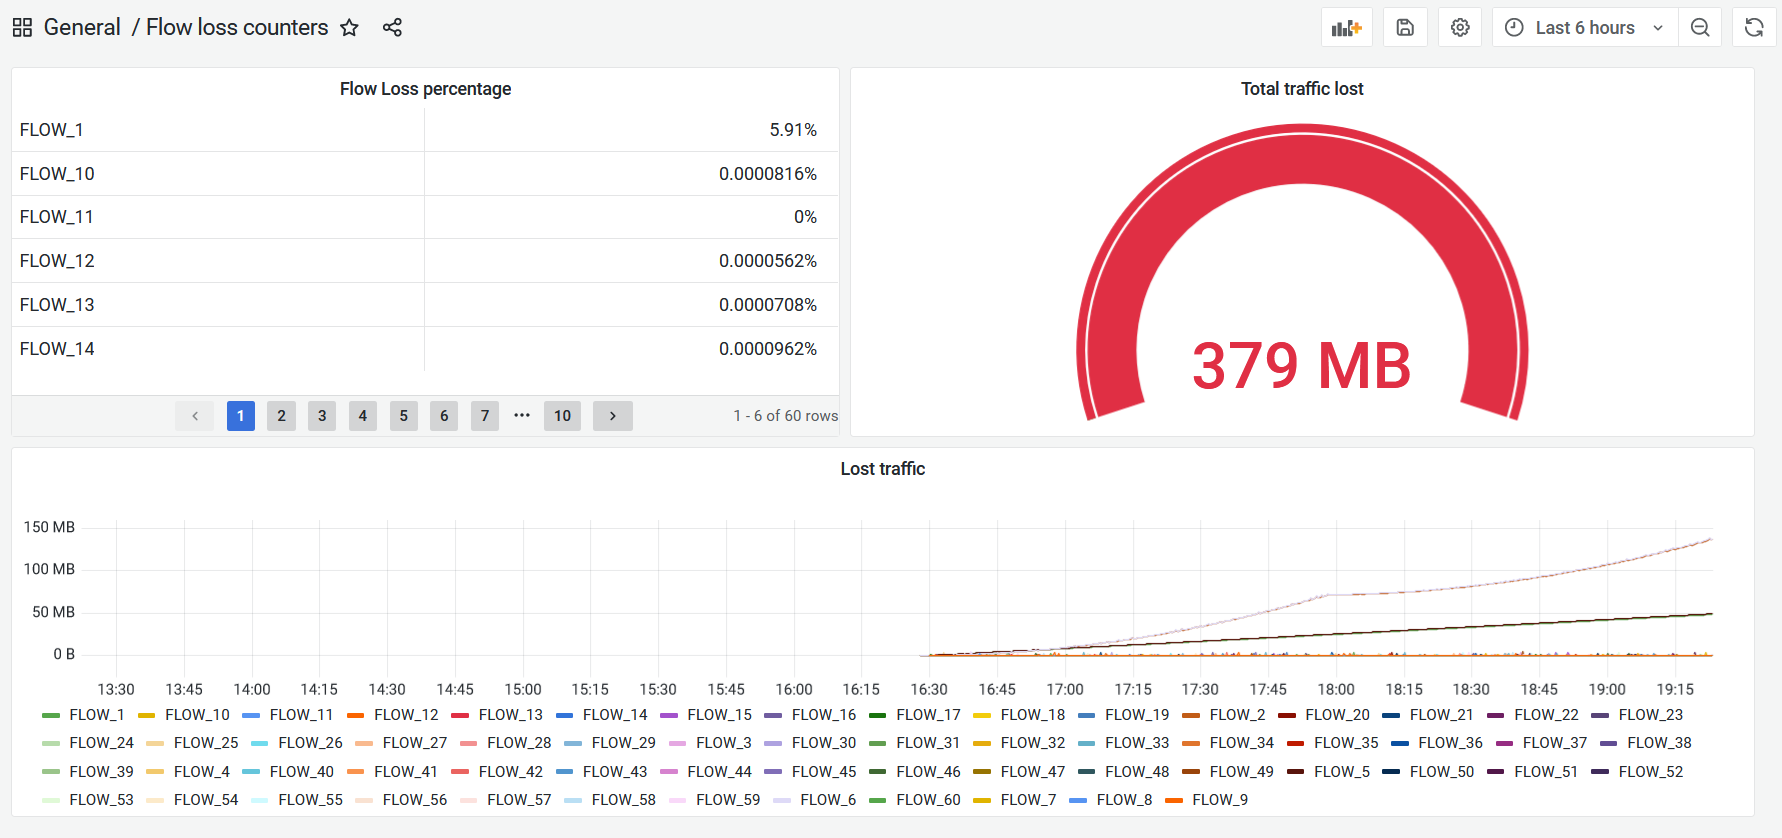 General / Flow loss counters
Last 6 hours
Flow Loss percentage
FLOW_1 5.91%
FLOW_10 0.0000816%
FLOW_11 0%
FLOW_12 0.0000562%
FLOW_13 0.0000708%
FLOW_14 0.0000962%
< 1 2 3 4 5 6 7 ••• 10 > 1 - 6 of 60 rows
Total traffic lost
379 MB
Lost traffic
150 MB
100 MB
50 MB
0 B
13:30 13:45 14:00 14:15 14:30 14:45 15:00 15:15 15:30 15:45 16:00 16:15 16:30 16:45 17:00 17:15 17:30 17:45 18:00 18:15 18:30 18:45 19:00 19:15
FLOW_1 FLOW_10 FLOW_11 FLOW_12 FLOW_13 FLOW_14 FLOW_15 FLOW_16 FLOW_17 FLOW_18 FLOW_19 FLOW_2 FLOW_20 FLOW_21 FLOW_22 FLOW_23
FLOW_24 FLOW_25 FLOW_26 FLOW_27 FLOW_28 FLOW_29 FLOW_3 FLOW_30 FLOW_31 FLOW_32 FLOW_33 FLOW_34 FLOW_35 FLOW_36 FLOW_37 FLOW_38
FLOW_39 FLOW_4 FLOW_40 FLOW_41 FLOW_42 FLOW_43 FLOW_44 FLOW_45 FLOW_46 FLOW_47 FLOW_48 FLOW_49 FLOW_5 FLOW_50 FLOW_51 FLOW_52
FLOW_53 FLOW_54 FLOW_55 FLOW_56 FLOW_57 FLOW_58 FLOW_59 FLOW_6 FLOW_60 FLOW_7 FLOW_8 FLOW_9